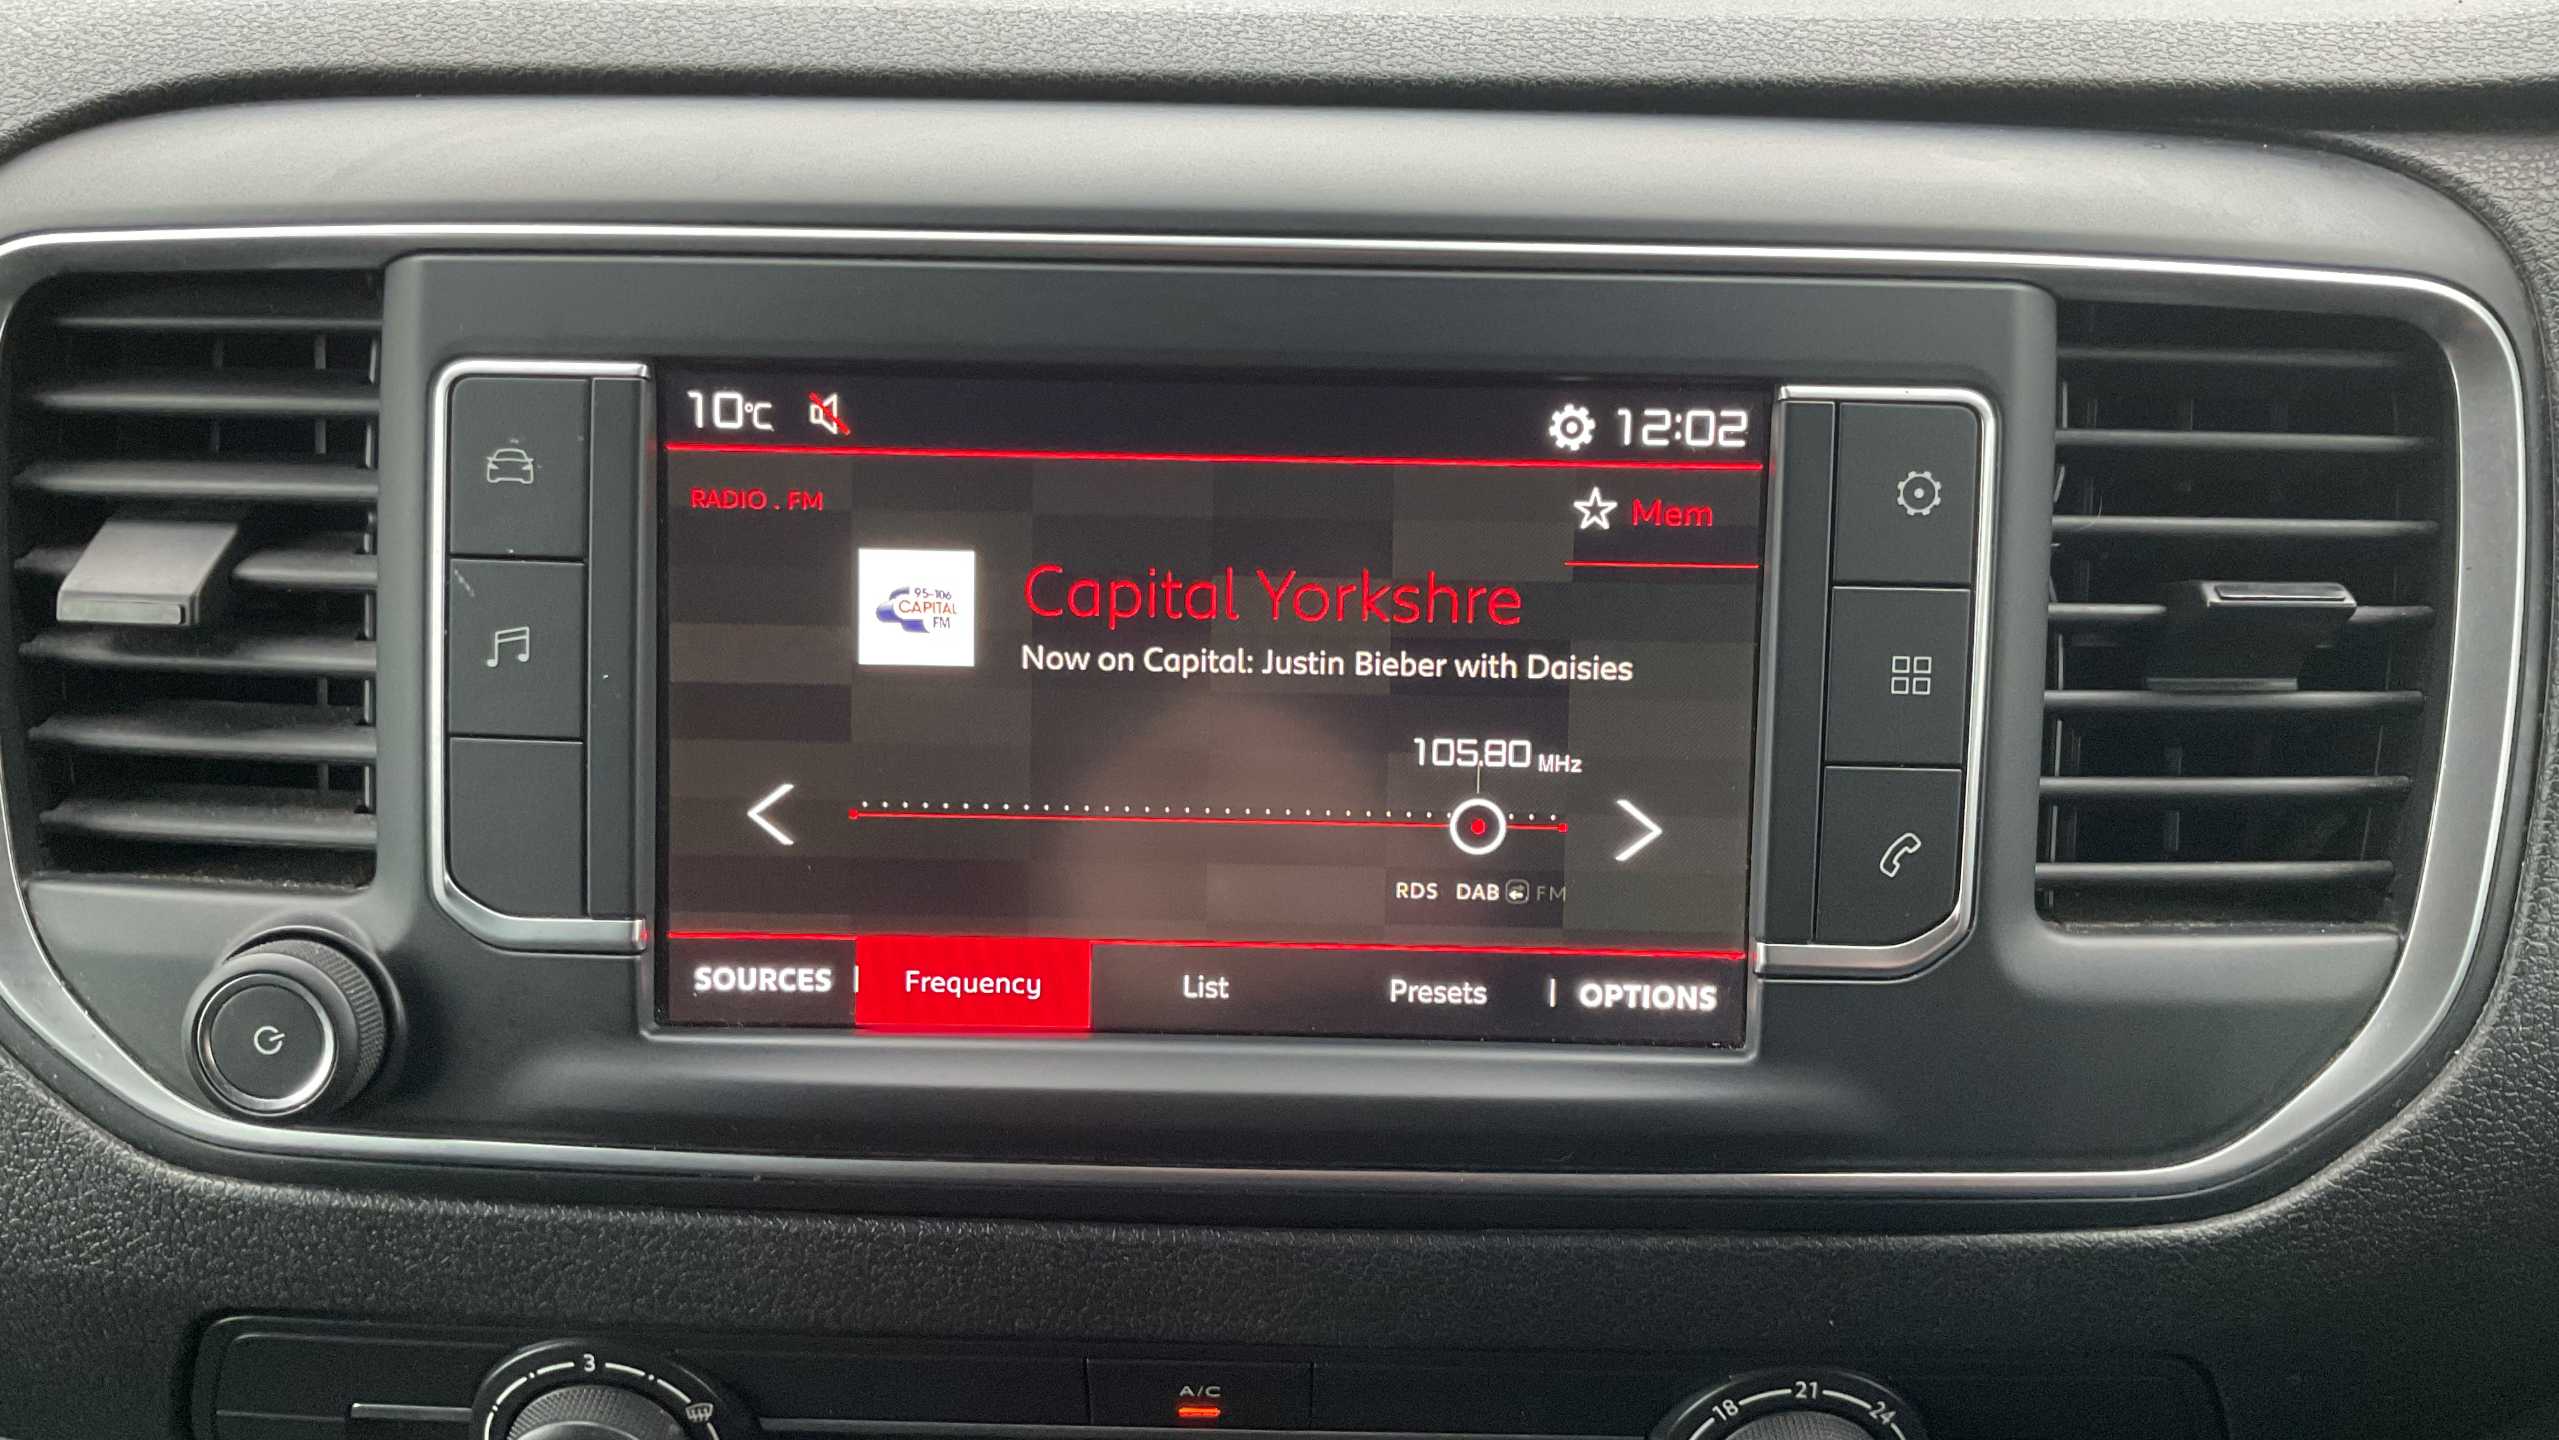 10°C 12:02
RADIO . FM
Mem
95-106
CAPITAL
FM
Capital Yorkshre
Now on Capital: Justin Bieber with Daisies
105.80 MHz
RDS DAB FM
SOURCES | Frequency List Presets | OPTIONS
3
A/C
18 21 24